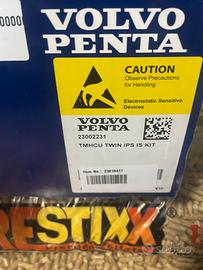 VOLVO
PENTA
CAUTION
Observe Precautions
for Handling
Electrostatic Sensitive
Devices
VOLVO
PENTA
23002231
TMHCU TWIN IPS IS KIT
RESTIXX